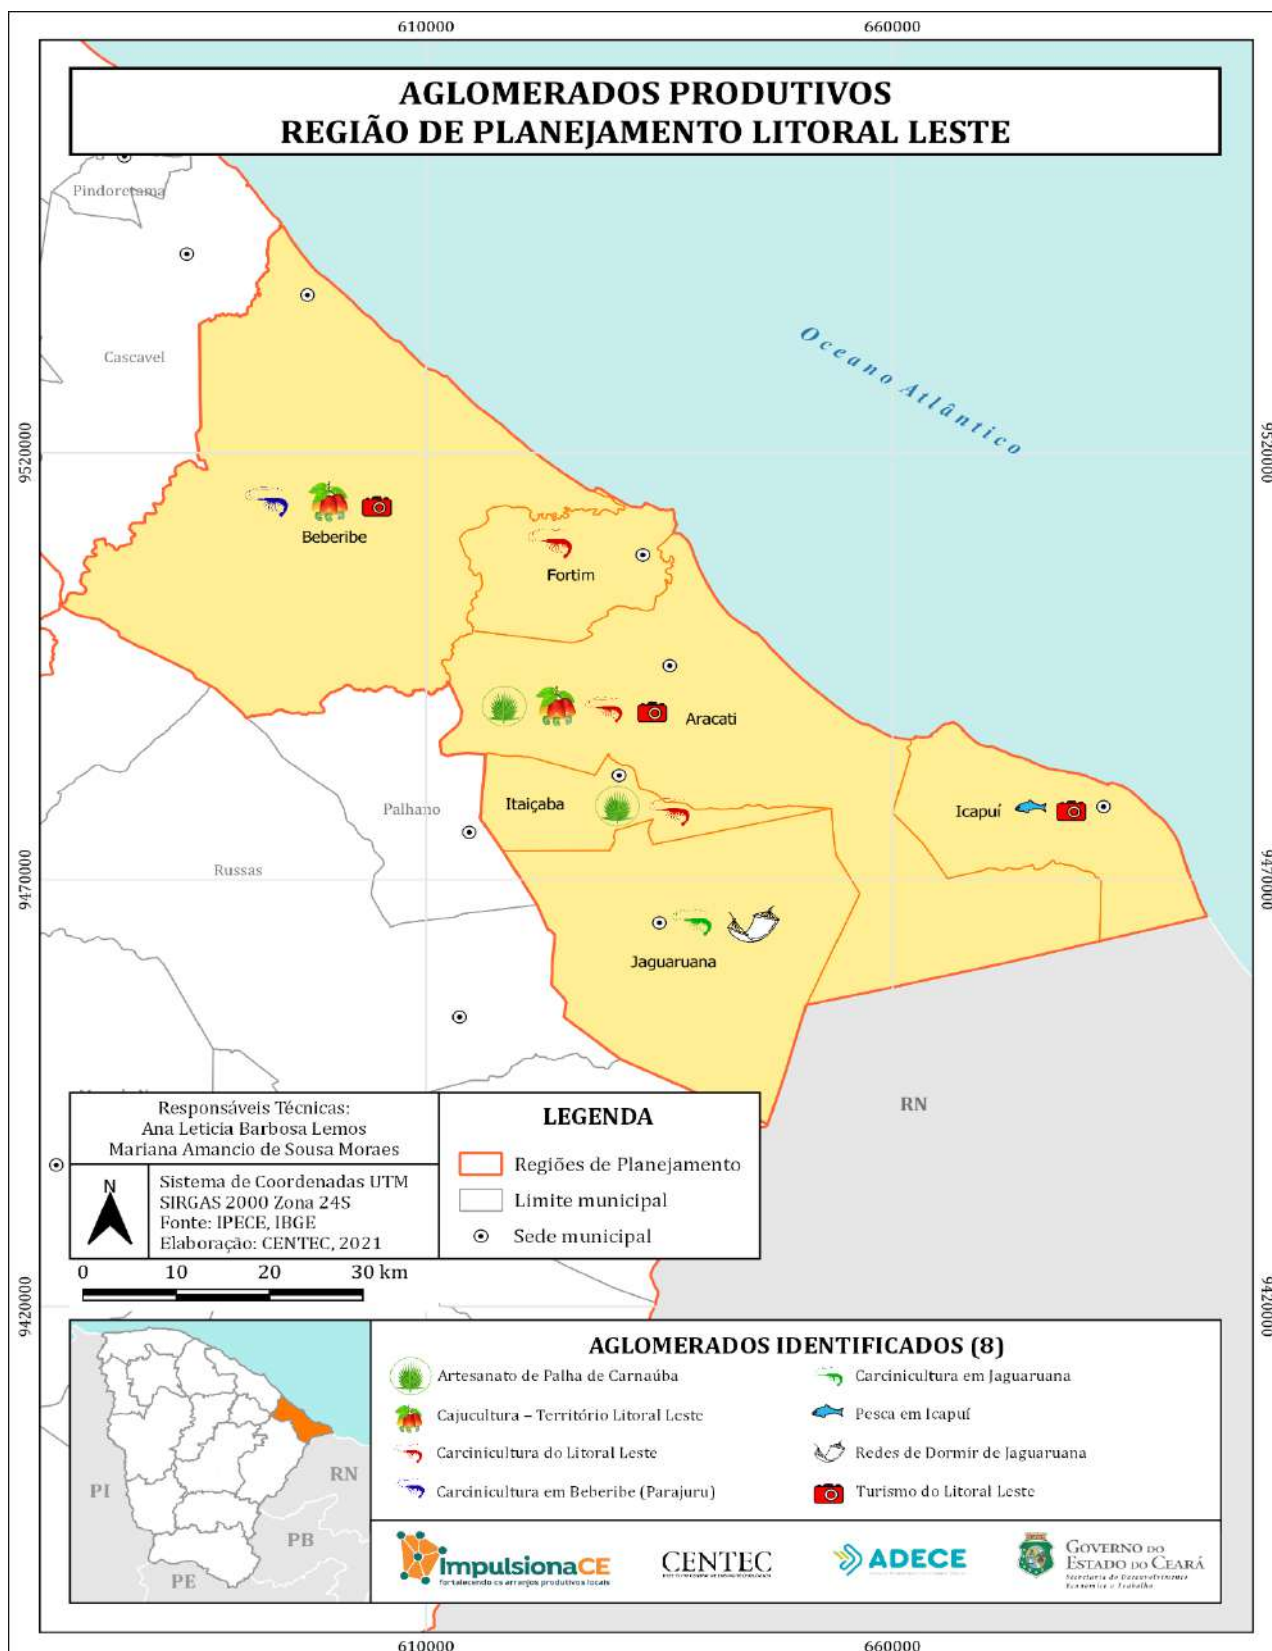 610000
660000
AGLOMERADOS PRODUTIVOS
REGIÃO DE PLANEJAMENTO LITORAL LESTE
Pindoretama
Cascavel
Oceano Atlântico
9520000
9520000
Beberibe
Fortim
Aracati
Itaiçaba
Icapuí
Palhano
Russas
9470000
9470000
Jaguaruana
RN
Responsáveis Técnicas:
Ana Leticia Barbosa Lemos
Mariana Amancio de Sousa Moraes
N
Sistema de Coordenadas UTM
SIRGAS 2000 Zona 24S
Fonte: IPECE, IBGE
Elaboração: CENTEC, 2021
LEGENDA
Regiões de Planejamento
Limite municipal
Sede municipal
0 10 20 30 km
9420000
9420000
AGLOMERADOS IDENTIFICADOS (8)
Artesanato de Palha de Carnaúba
Cajucultura – Território Litoral Leste
Carcinicultura do Litoral Leste
Carcinicultura em Beberibe (Parajuru)
Carcinicultura em Jaguaruana
Pesca em Icapuí
Redes de Dormir de Jaguaruana
Turismo do Litoral Leste
PI
RN
PB
PE
ImpulsionaCE
fortalecendo os arranjos produtivos locais
CENTEC
ADECE
GOVERNO DO
ESTADO DO CEARÁ
Secretaria do Desenvolvimento
Econômico e Trabalho
610000
660000